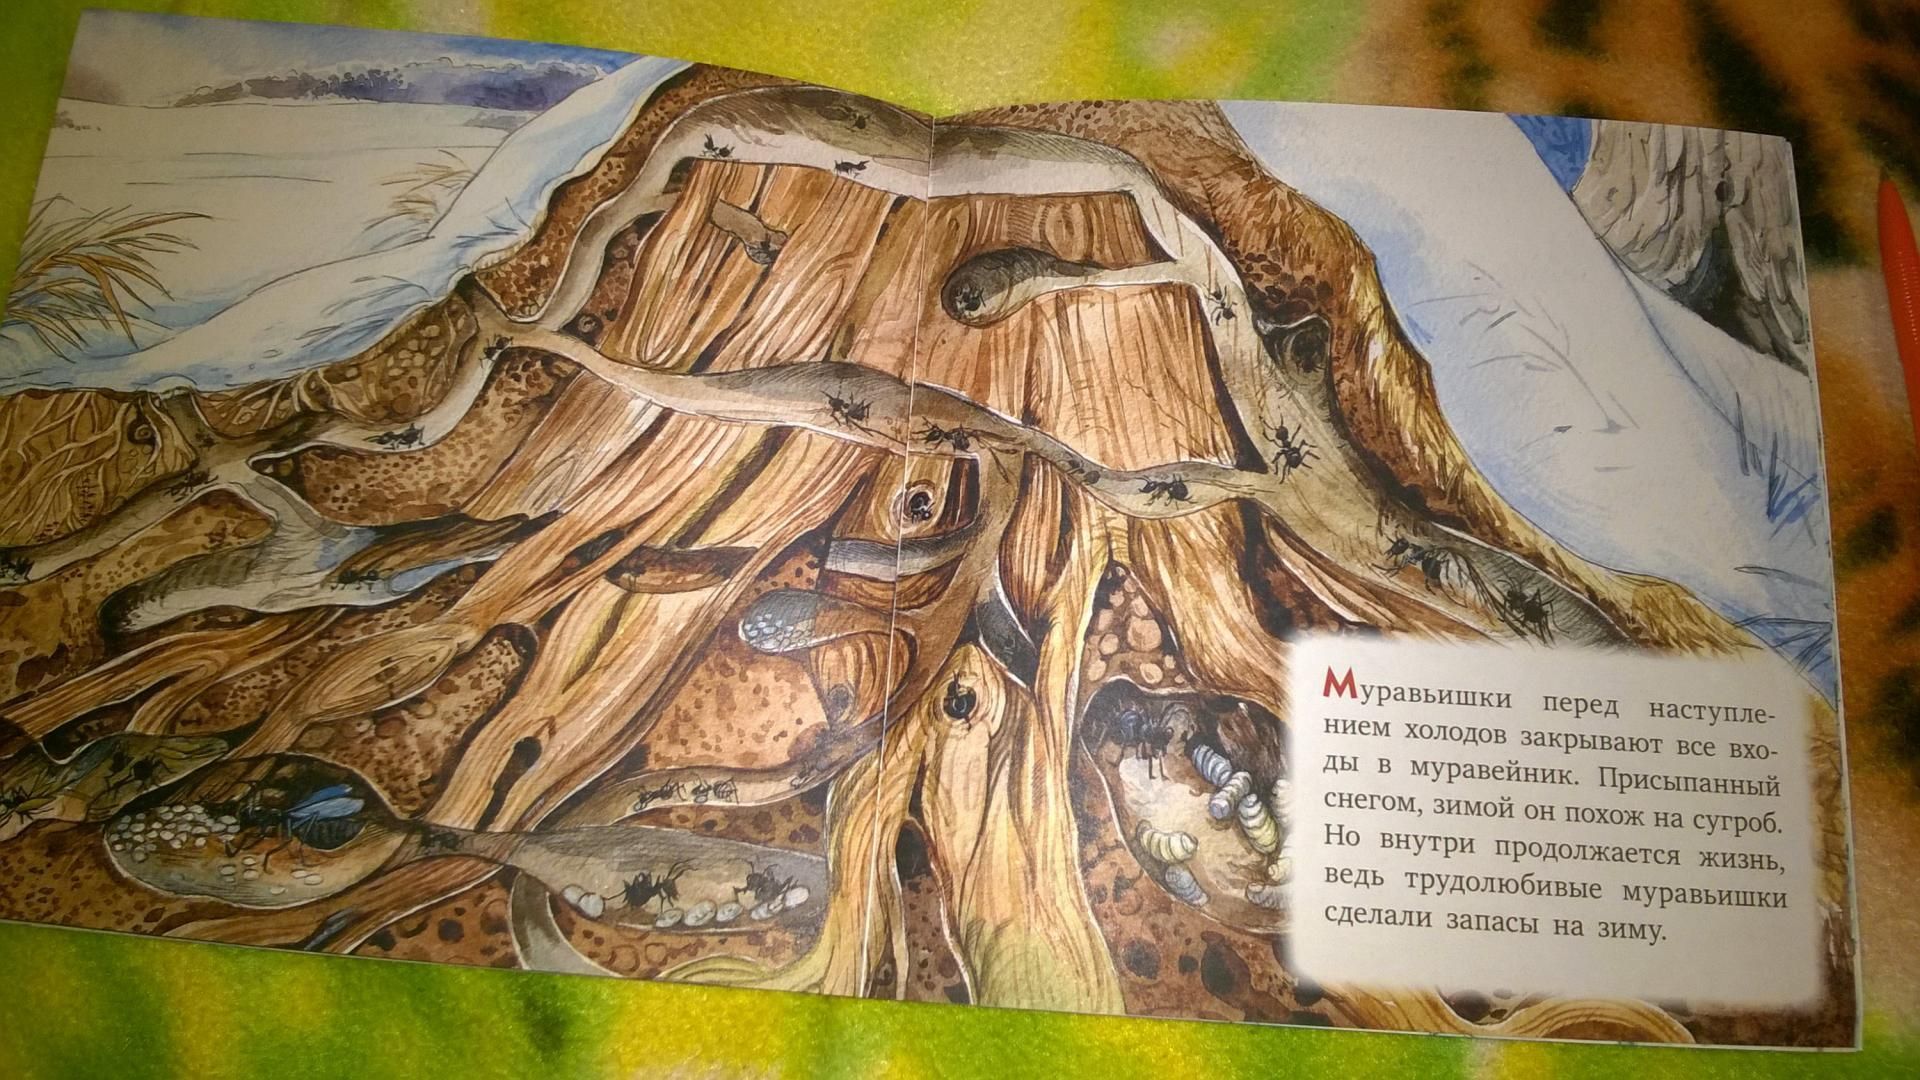 Муравьишки перед наступле-
нием холодов закрывают все вхо-
ды в муравейник. Присыпанный
снегом, зимой он похож на сугроб.
Но внутри продолжается жизнь,
ведь трудолюбивые муравьишки
сделали запасы на зиму.